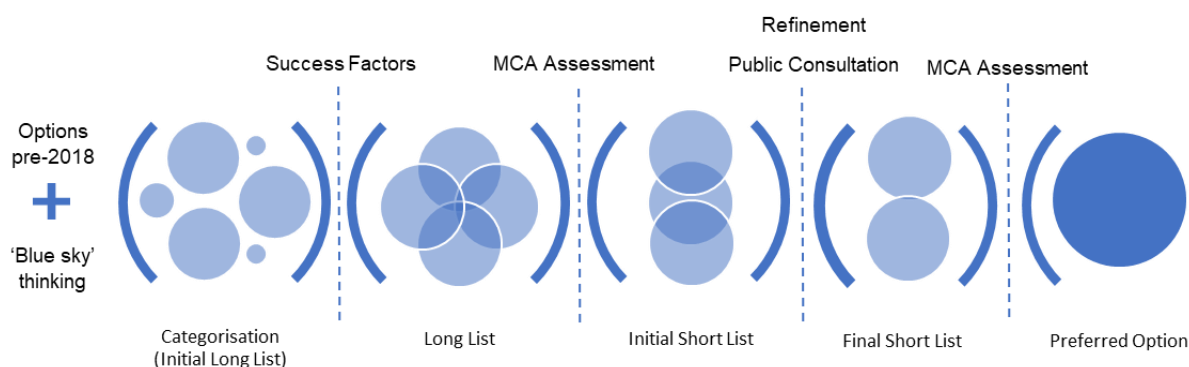 Refinement
Success Factors
MCA Assessment
Public Consultation
MCA Assessment
Options
pre-2018
+
‘Blue sky’
thinking
Categorisation
(Initial Long List)
Long List
Initial Short List
Final Short List
Preferred Option